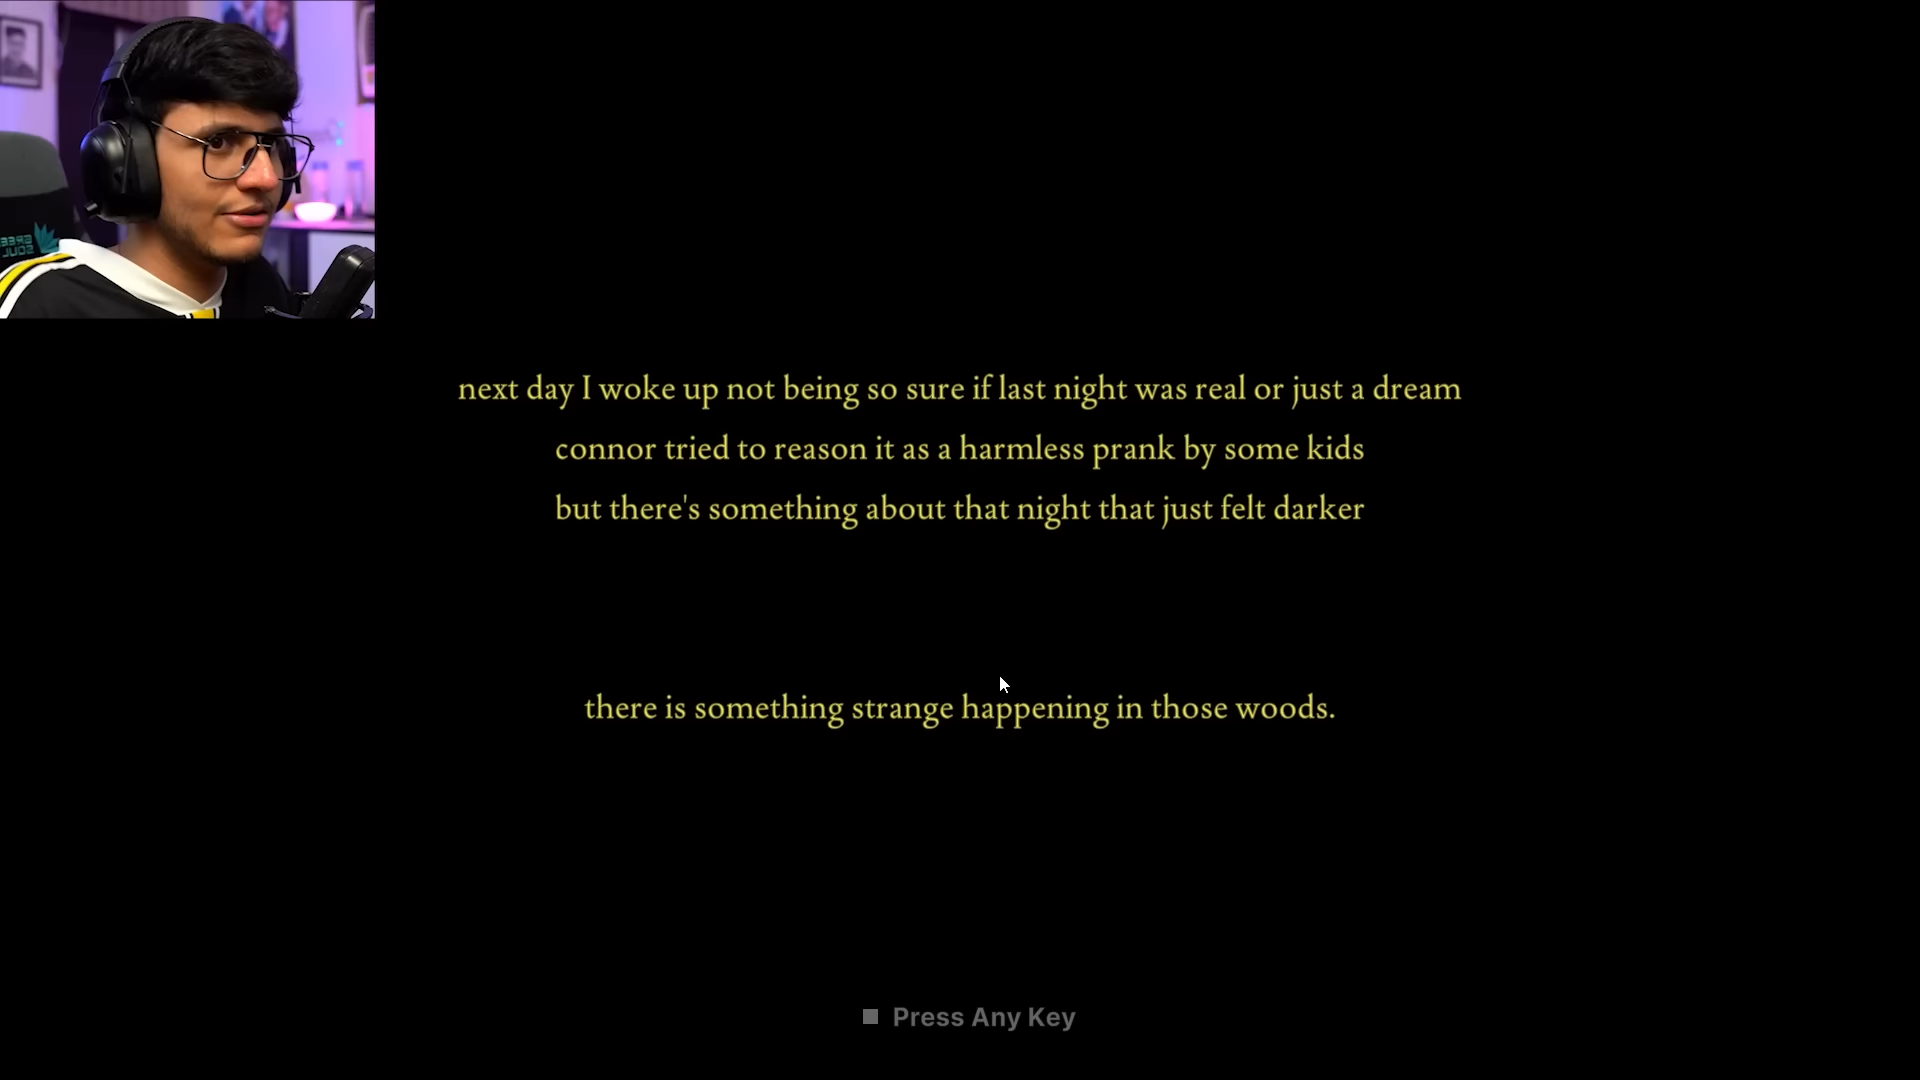 next day I woke up not being so sure if last night was real or just a dream
connor tried to reason it as a harmless prank by some kids
but there's something about that night that just felt darker
there is something strange happening in those woods.
Press Any Key
GREEN
SOUL